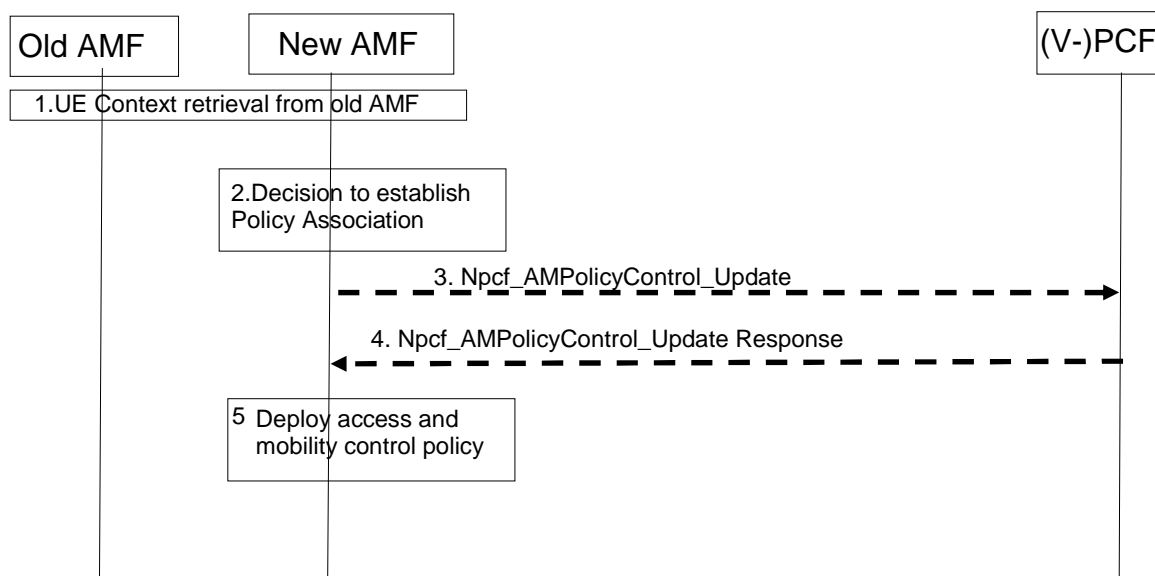 Old AMF
New AMF
(V-)PCF
1.UE Context retrieval from old AMF
2.Decision to establish
Policy Association
3. Npcf_AMPolicyControl_Update
4. Npcf_AMPolicyControl_Update Response
5 Deploy access and
mobility control policy